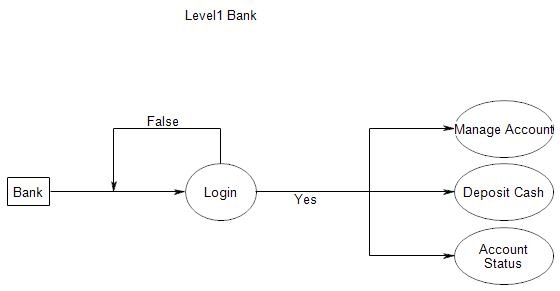 Level1 Bank
False
Manage Account
Bank
Login
Yes
Deposit Cash
Account
Status